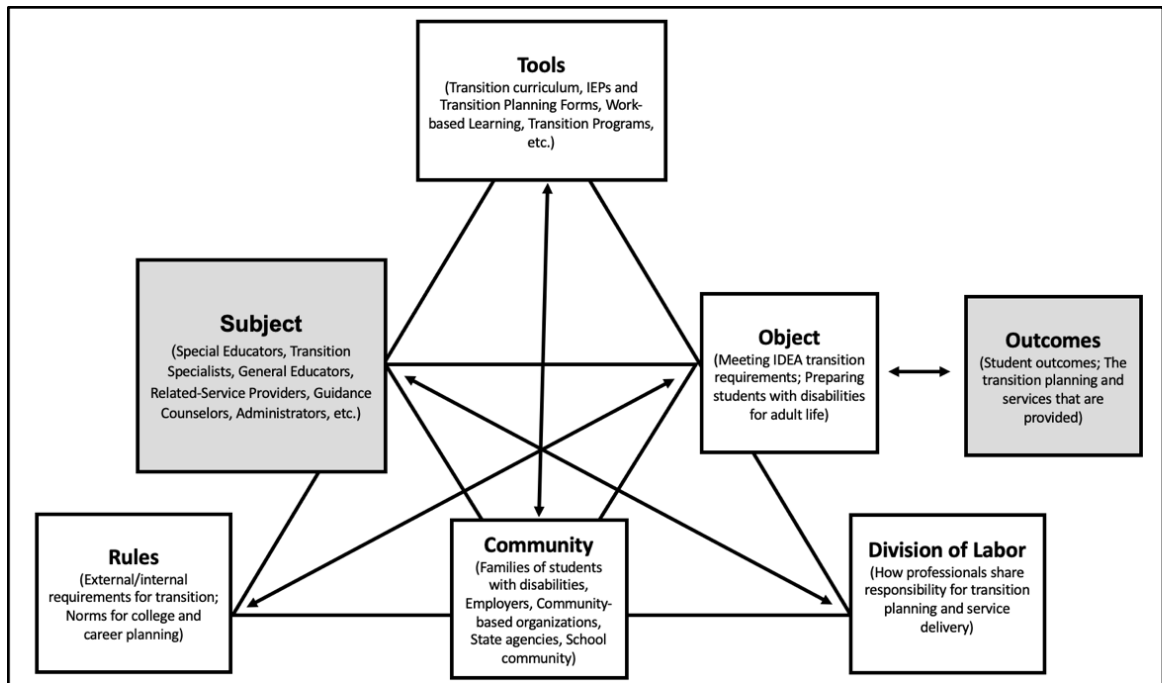 Tools
(Transition curriculum, IEPs and
Transition Planning Forms, Work-
based Learning, Transition Programs,
etc.)
Subject
(Special Educators, Transition
Specialists, General Educators,
Related-Service Providers, Guidance
Counselors, Administrators, etc.)
Object
(Meeting IDEA transition
requirements; Preparing
students with disabilities
for adult life)
Outcomes
(Student outcomes; The
transition planning and
services that are
provided)
Rules
(External/internal
requirements for transition;
Norms for college and
career planning)
Community
(Families of students
with disabilities,
Employers, Community-
based organizations,
State agencies, School
community)
Division of Labor
(How professionals share
responsibility for transition
planning and service
delivery)